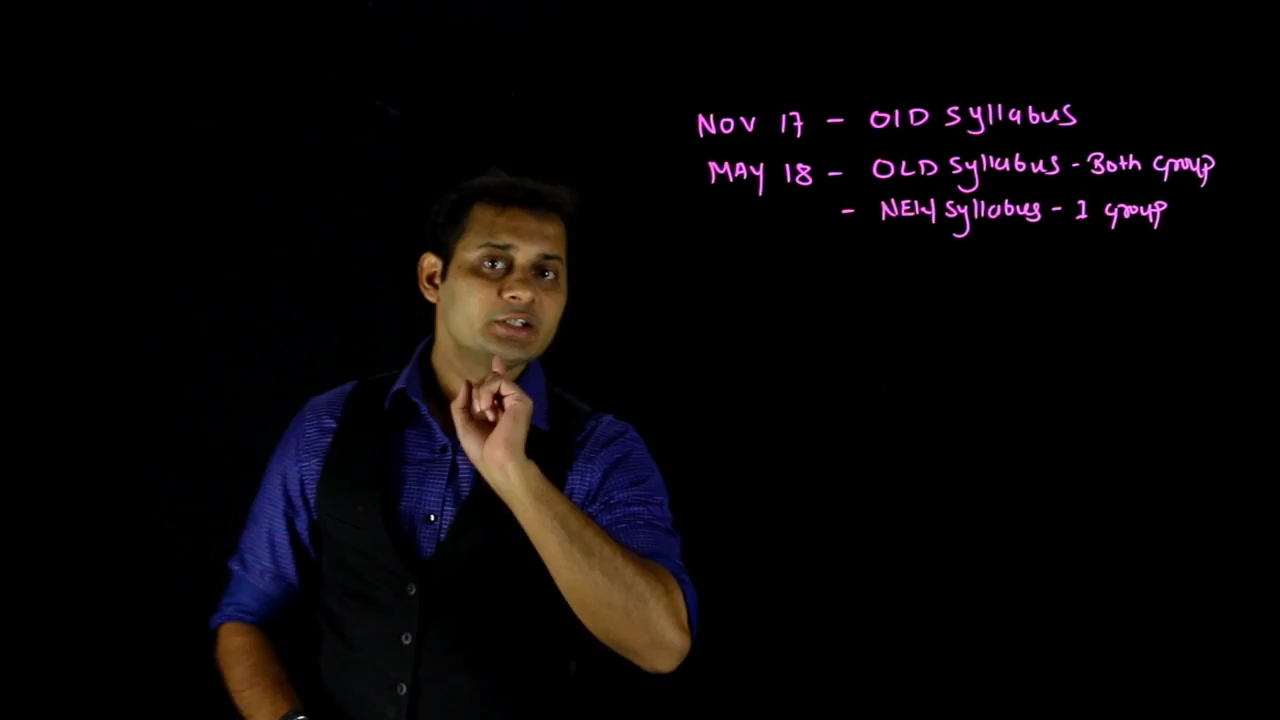 NOV 17 - OLD Syllabus
MAY 18 - OLD Syllabus - Both group
- NEW Syllabus - 1 group